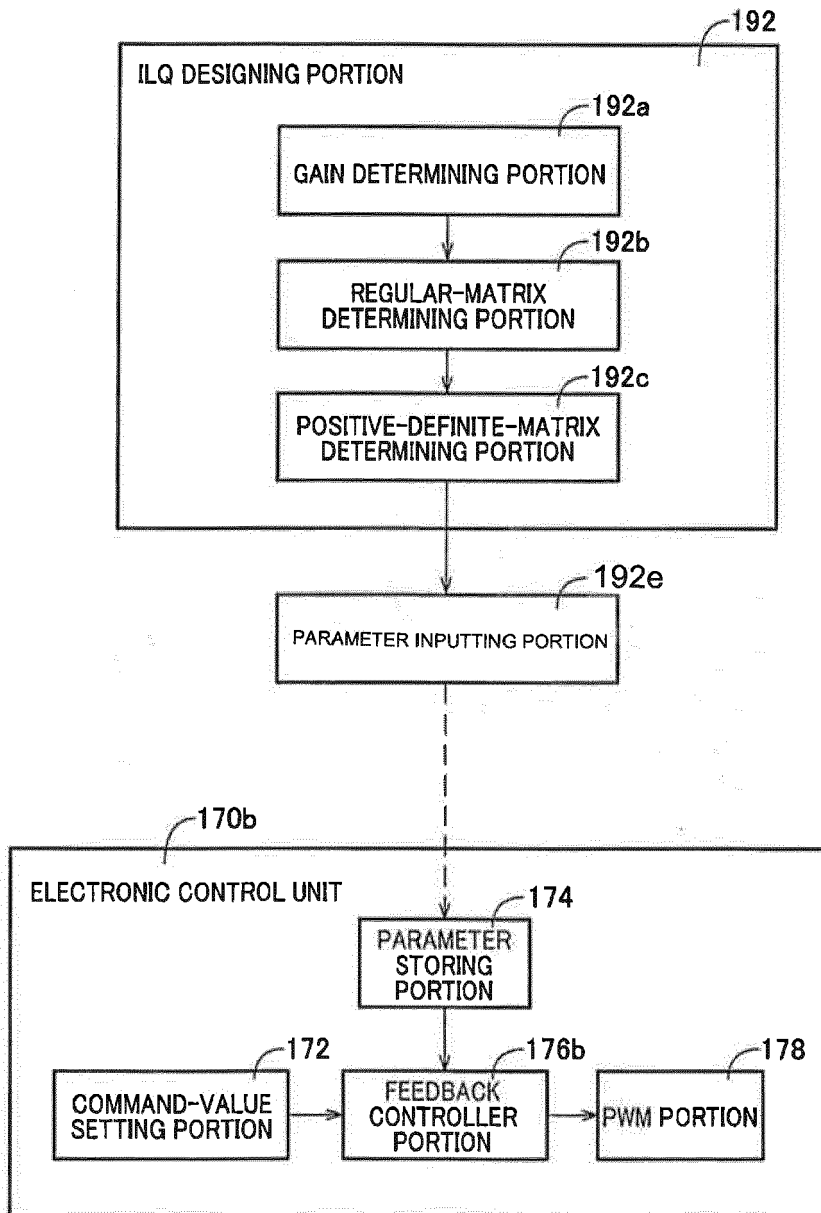 192
ILQ DESIGNING PORTION
192a
GAIN DETERMINING PORTION
192b
REGULAR-MATRIX
DETERMINING PORTION
192c
POSITIVE-DEFINITE-MATRIX
DETERMINING PORTION
192e
PARAMETER INPUTTING PORTION
170b
ELECTRONIC CONTROL UNIT
174
PARAMETER
STORING
PORTION
172
COMMAND-VALUE
SETTING PORTION
176b
FEEDBACK
CONTROLLER
PORTION
178
PWM PORTION